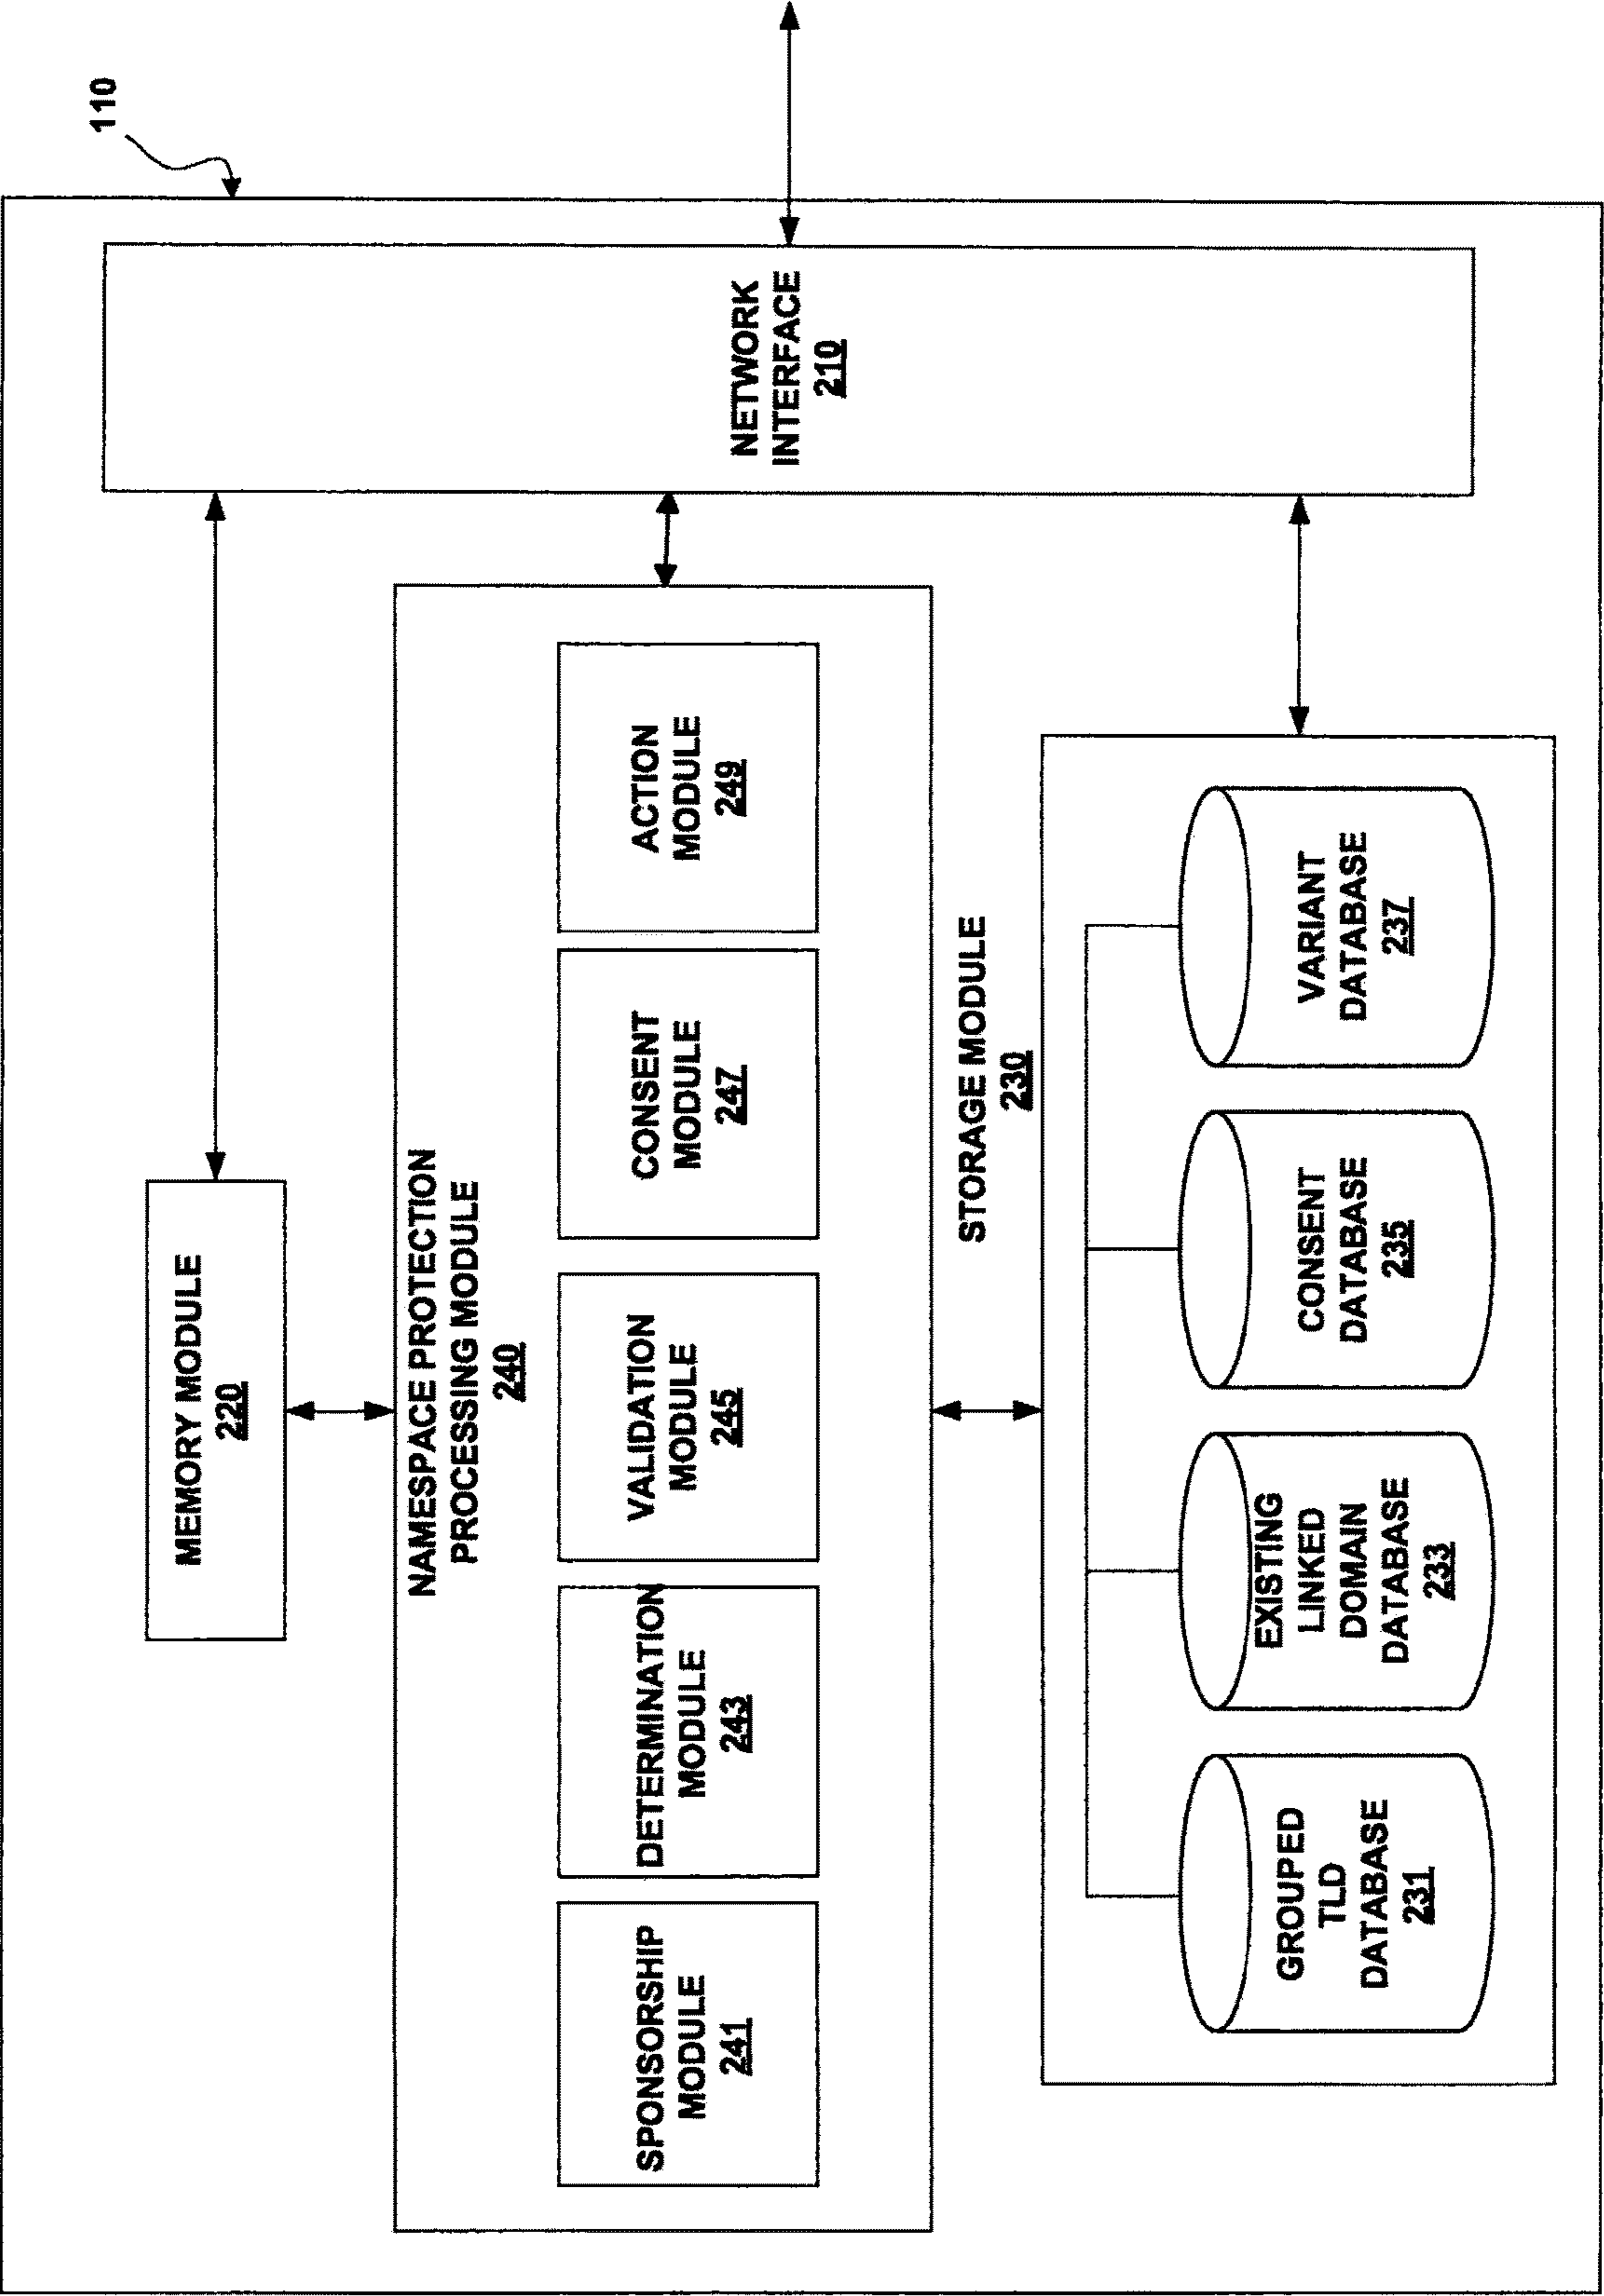 110
MEMORY MODULE
220
NAMESPACE PROTECTION
PROCESSING MODULE
240
SPONSORSHIP
MODULE
241
DETERMINATION
MODULE
243
VALIDATION
MODULE
245
CONSENT
MODULE
247
ACTION
MODULE
249
NETWORK
INTERFACE
210
STORAGE MODULE
230
GROUPED
TLD
DATABASE
231
EXISTING
LINKED
DOMAIN
DATABASE
233
CONSENT
DATABASE
235
VARIANT
DATABASE
237